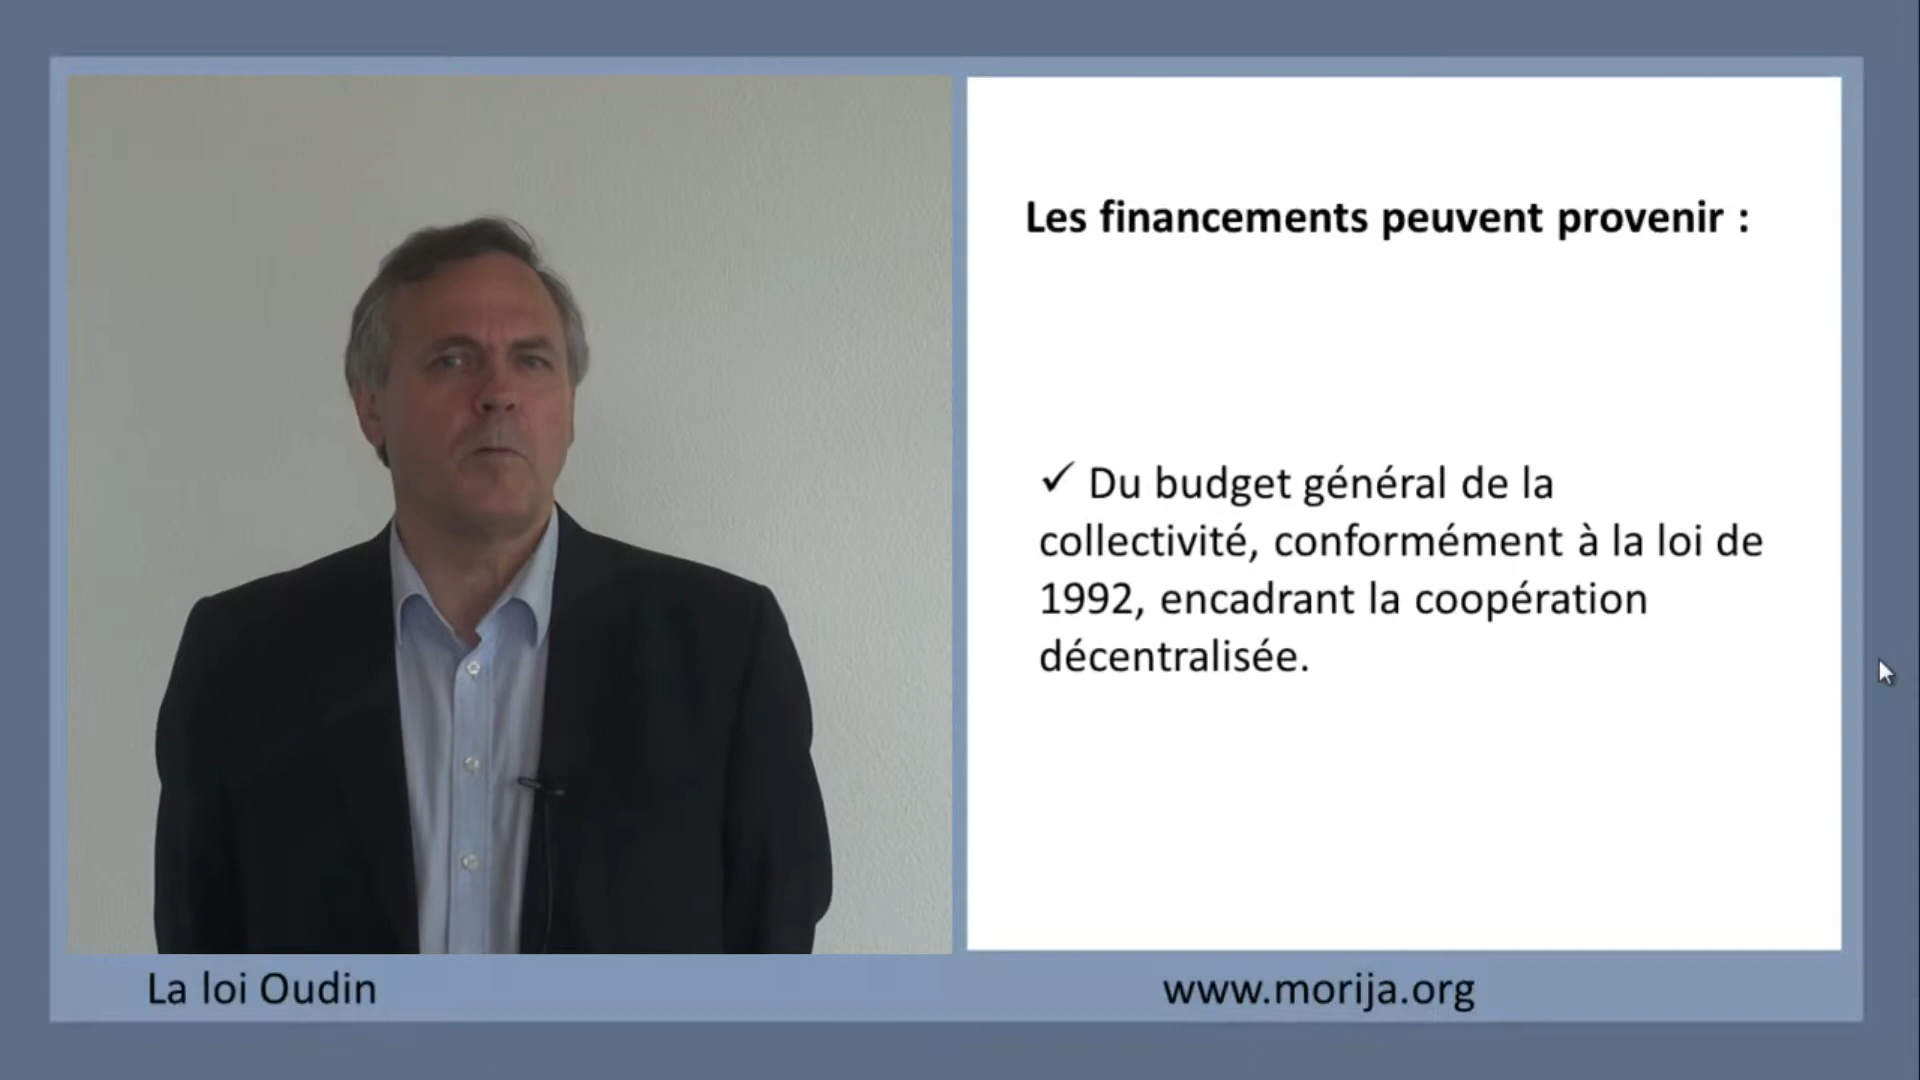 Les financements peuvent provenir :
✓ Du budget général de la
collectivité, conformément à la loi de
1992, encadrant la coopération
décentralisée.
La loi Oudin
www.morija.org